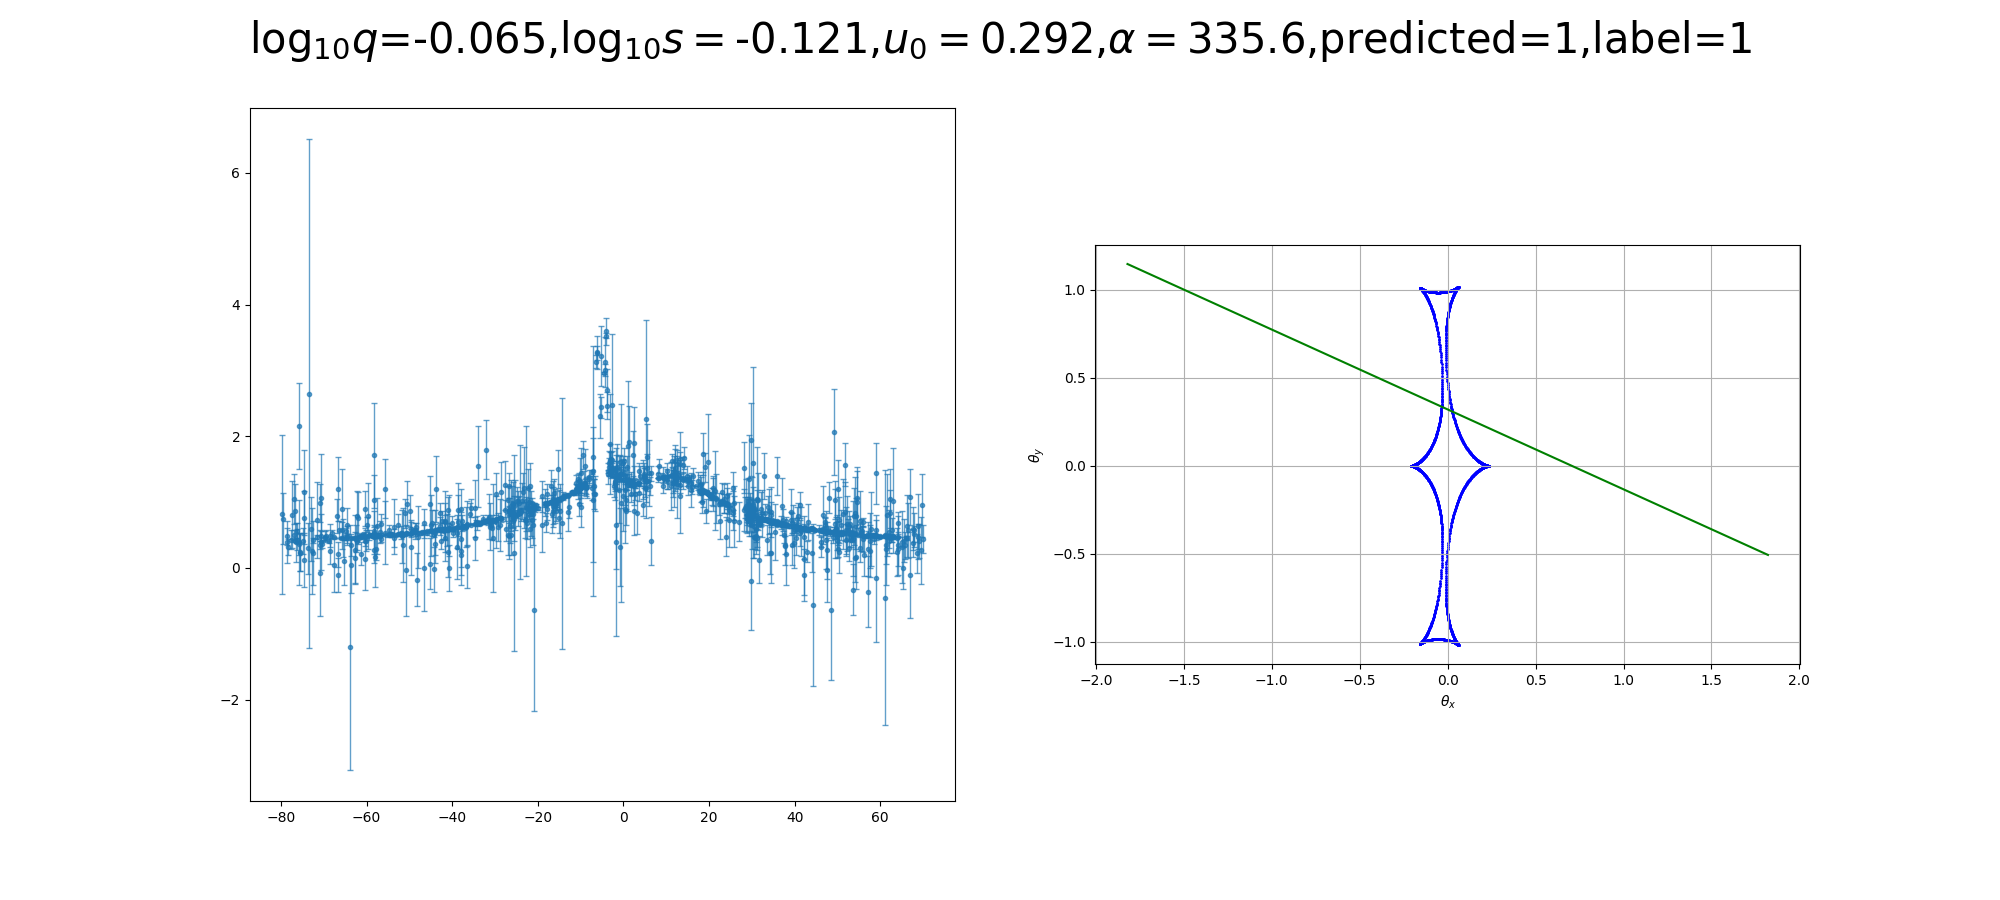 log₁₀q=-0.065,log₁₀s = -0.121,u₀ = 0.292,α = 335.6,predicted=1,label=1
6
4
2
0
−2
−80 −60 −40 −20 0 20 40 60
θy
1.0
0.5
0.0
−0.5
−1.0
−2.0 −1.5 −1.0 −0.5 0.0 0.5 1.0 1.5 2.0
θx